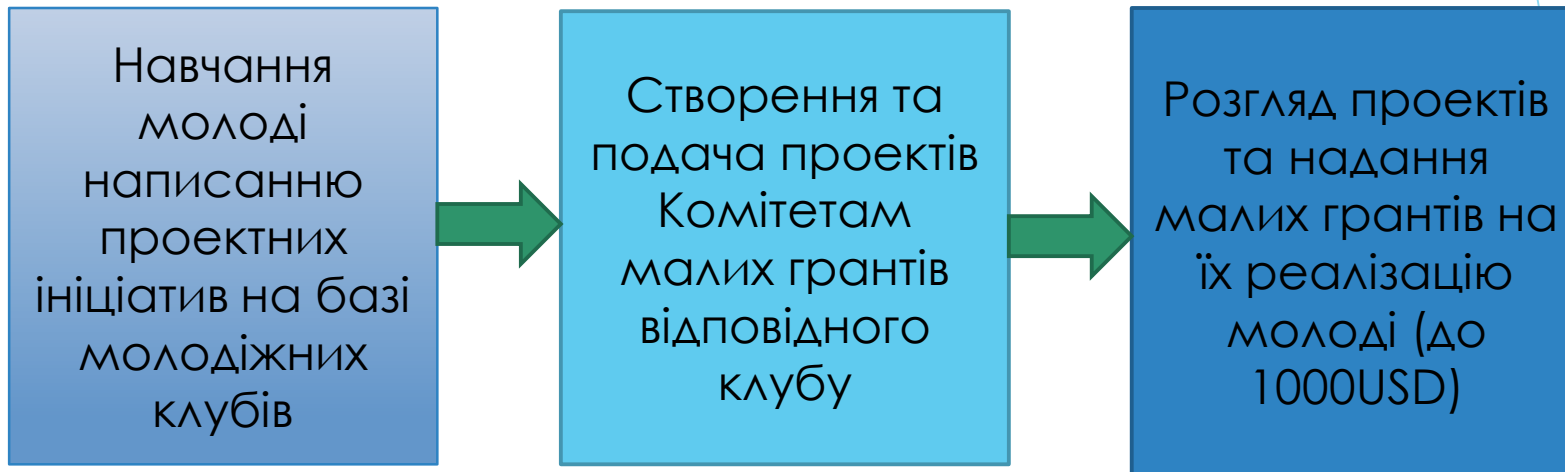 Навчання
молоді
написанню
проектних
ініціатив на базі
молодіжних
клубів
Створення та
подача проектів
Комітетам
малих грантів
відповідного
клубу
Розгляд проектів
та надання
малих грантів на
їх реалізацію
молоді (до
1000USD)